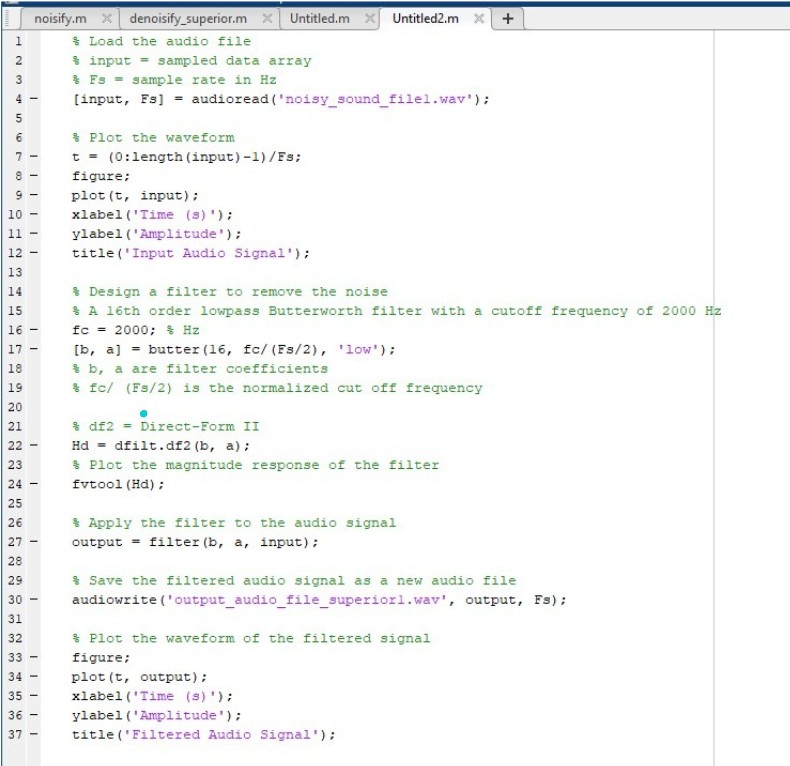 noisify.m × denoisify_superior.m × Untitled.m × Untitled2.m × +
1 % Load the audio file
2 % input = sampled data array
3 % Fs = sample rate in Hz
4 − [input, Fs] = audioread('noisy_sound_file1.wav');
5
6 % Plot the waveform
7 − t = (0:length(input)-1)/Fs;
8 − figure;
9 − plot(t, input);
10 − xlabel('Time (s)');
11 − ylabel('Amplitude');
12 − title('Input Audio Signal');
13
14 % Design a filter to remove the noise
15 % A 16th order lowpass Butterworth filter with a cutoff frequency of 2000 Hz
16 − fc = 2000; % Hz
17 − [b, a] = butter(16, fc/(Fs/2), 'low');
18 % b, a are filter coefficients
19 % fc/ (Fs/2) is the normalized cut off frequency
20
21 % df2 = Direct-Form II
22 − Hd = dfilt.df2(b, a);
23 % Plot the magnitude response of the filter
24 − fvtool(Hd);
25
26 % Apply the filter to the audio signal
27 − output = filter(b, a, input);
28
29 % Save the filtered audio signal as a new audio file
30 − audiowrite('output_audio_file_superior1.wav', output, Fs);
31
32 % Plot the waveform of the filtered signal
33 − figure;
34 − plot(t, output);
35 − xlabel('Time (s)');
36 − ylabel('Amplitude');
37 − title('Filtered Audio Signal');